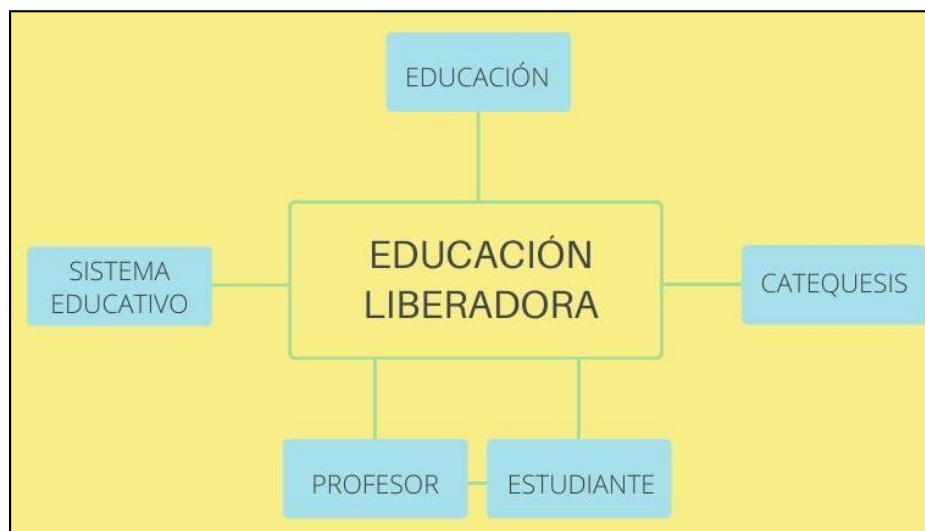 EDUCACIÓN
EDUCACIÓN
LIBERADORA
SISTEMA
EDUCATIVO
CATEQUESIS
PROFESOR
ESTUDIANTE